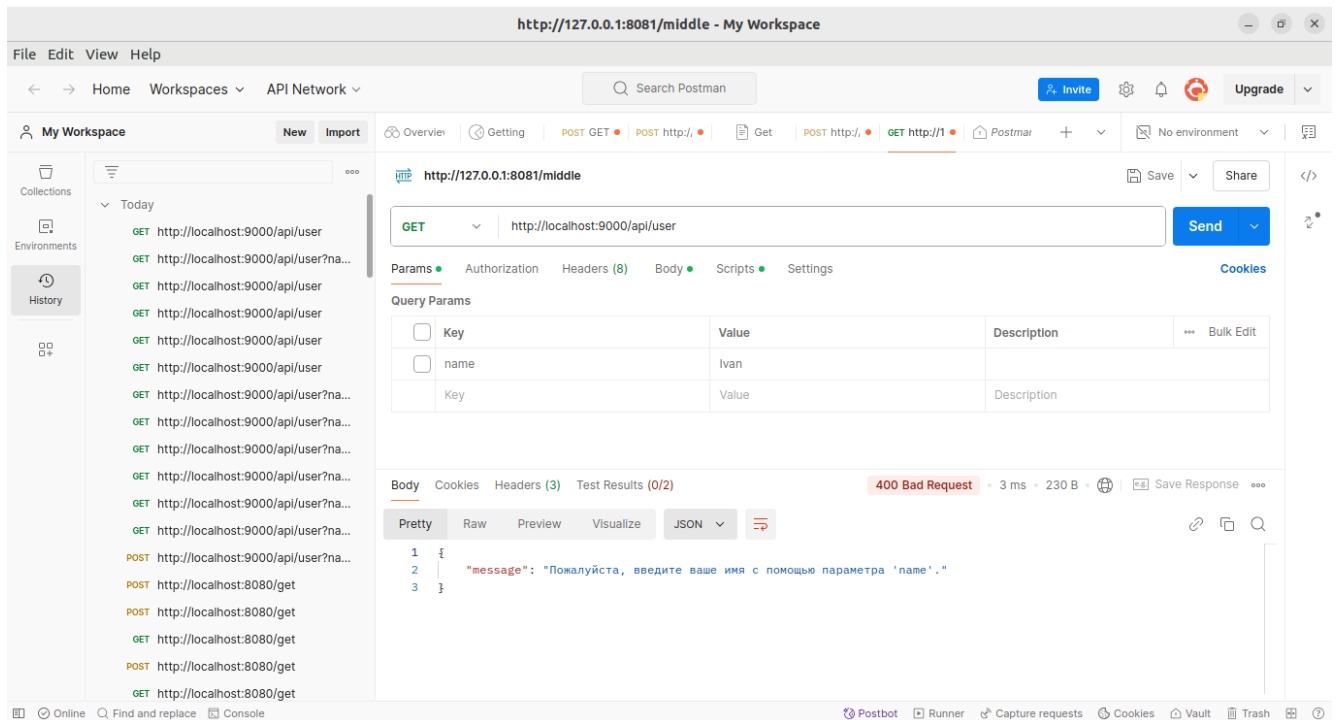 http://127.0.0.1:8081/middle - My Workspace
File Edit View Help
Home Workspaces API Network Search Postman Invite Upgrade
My Workspace New Import Overvie Getting POST GET POST http:/, Get POST http:/, GET http://1 Postmar No environment
Collections
Environments
History
Today
GET http://localhost:9000/api/user
GET http://localhost:9000/api/user?na...
GET http://localhost:9000/api/user
GET http://localhost:9000/api/user
GET http://localhost:9000/api/user
GET http://localhost:9000/api/user
GET http://localhost:9000/api/user?na...
GET http://localhost:9000/api/user?na...
GET http://localhost:9000/api/user?na...
GET http://localhost:9000/api/user?na...
GET http://localhost:9000/api/user?na...
GET http://localhost:9000/api/user?na...
POST http://localhost:9000/api/user?na...
POST http://localhost:8080/get
POST http://localhost:8080/get
GET http://localhost:8080/get
POST http://localhost:8080/get
GET http://localhost:8080/get
HTTP http://127.0.0.1:8081/middle Save Share
GET http://localhost:9000/api/user Send
Params Authorization Headers (8) Body Scripts Settings Cookies
Query Params
Key Value Description Bulk Edit
name Ivan
Key Value Description
Body Cookies Headers (3) Test Results (0/2) 400 Bad Request 3 ms 230 B e.g. Save Response
Pretty Raw Preview Visualize JSON
1 {
2 "message": "Пожалуйста, введите ваше имя с помощью параметра 'name'."
3 }
Online Find and replace Console Postbot Runner Capture requests Cookies Vault Trash